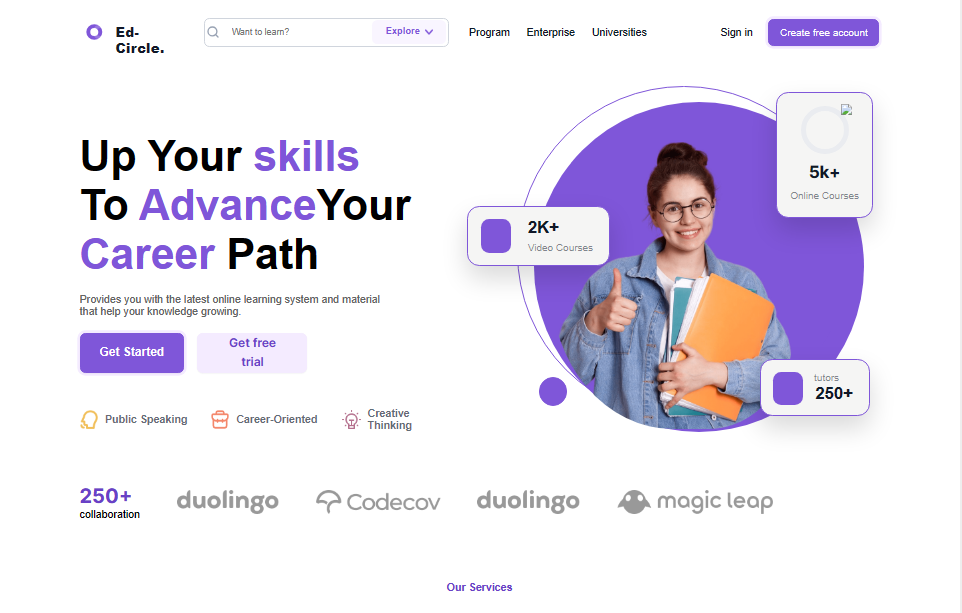 Ed-
Circle.
Want to learn?
Explore
Program
Enterprise
Universities
Sign in
Create free account
Up Your skills
To AdvanceYour
Career Path
Provides you with the latest online learning system and material
that help your knowledge growing.
Get Started
Get free
trial
Public Speaking
Career-Oriented
Creative
Thinking
5k+
Online Courses
2K+
Video Courses
tutors
250+
250+
collaboration
duolingo
Codecov
duolingo
magic leap
Our Services